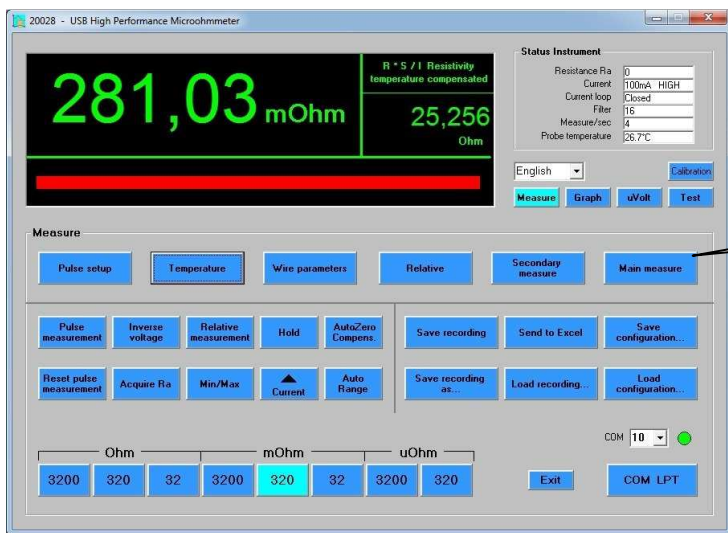 20028 - USB High Performance Microohmmeter
281,03 mOhm
R * S / l Resistivity
temperature compensated
25,256
Ohm
Status Instrument
Resistance Ra 0
Current 100mA HIGH
Current loop Closed
Filter 16
Measure/sec 4
Probe temperature 26.7°C
English
Calibration
Measure Graph uVolt Test
Measure
Pulse setup
Temperature
Wire parameters
Relative
Secondary
measure
Main measure
Pulse
measurement
Inverse
voltage
Relative
measurement
Hold
AutoZero
Compens.
Save recording
Send to Excel
Save
configuration...
Reset pulse
measurement
Acquire Ra
Min/Max
Current
Auto
Range
Save recording
as...
Load recording...
Load
configuration...
COM 10
Ohm mOhm uOhm
3200 320 32 3200 320 32 3200 320
Exit
COM LPT